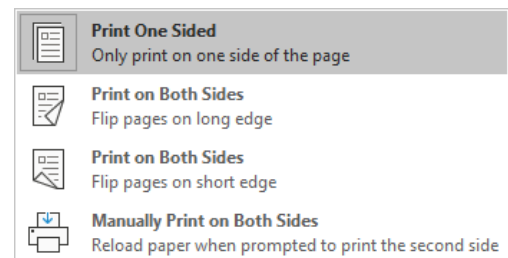 Print One Sided
Only print on one side of the page
Print on Both Sides
Flip pages on long edge
Print on Both Sides
Flip pages on short edge
Manually Print on Both Sides
Reload paper when prompted to print the second side